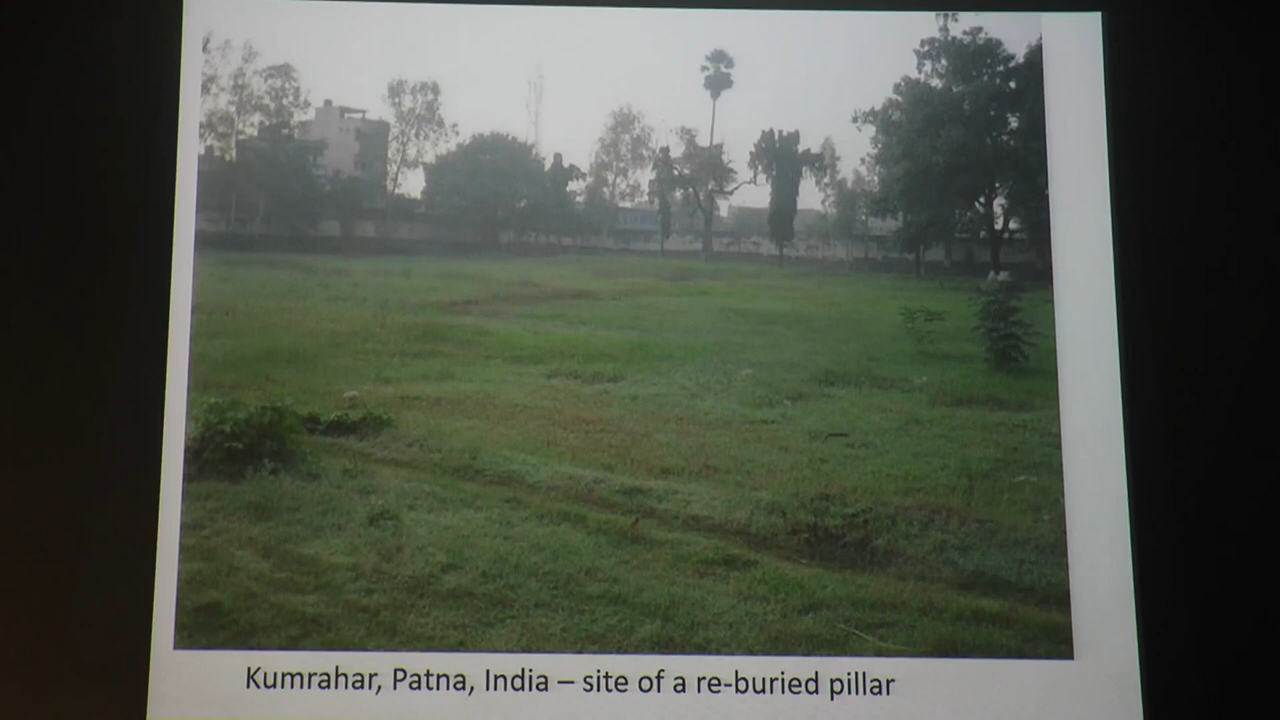 Kumrahar, Patna, India – site of a re-buried pillar